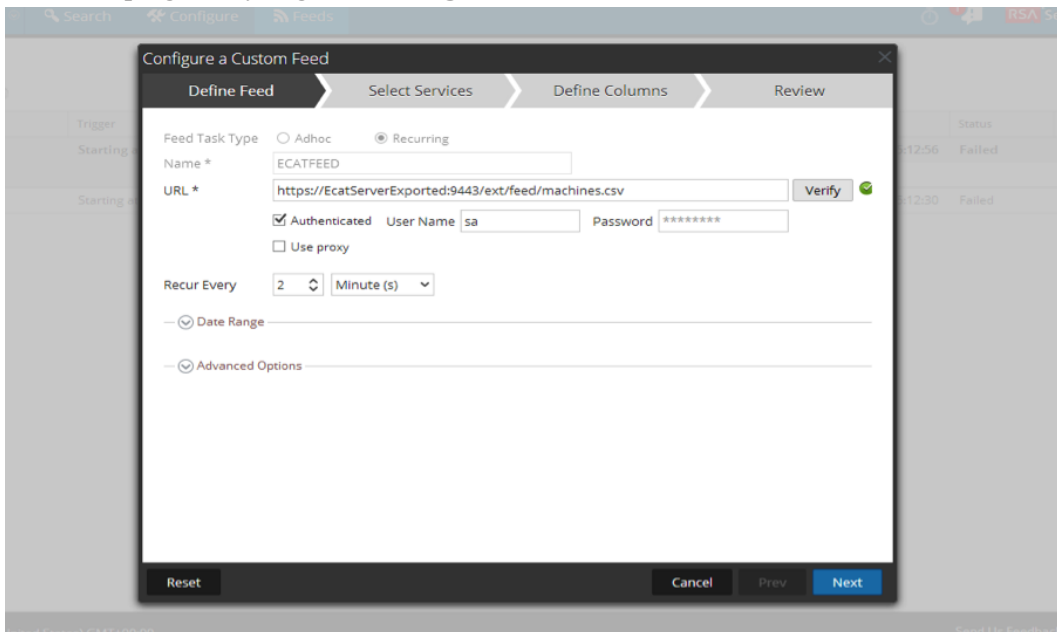 Search Configure Feeds RSA
Configure a Custom Feed
Define Feed Select Services Define Columns Review
Trigger Status
Feed Task Type Adhoc Recurring
Starting 5:12:56 Failed
Name * ECATFEED
URL * https://EcatServerExported:9443/ext/feed/machines.csv Verify
Starting a :12:30 Failed
Authenticated User Name sa Password ********
Use proxy
Recur Every 2 Minute (s)
Date Range
Advanced Options
Reset Cancel Prev Next